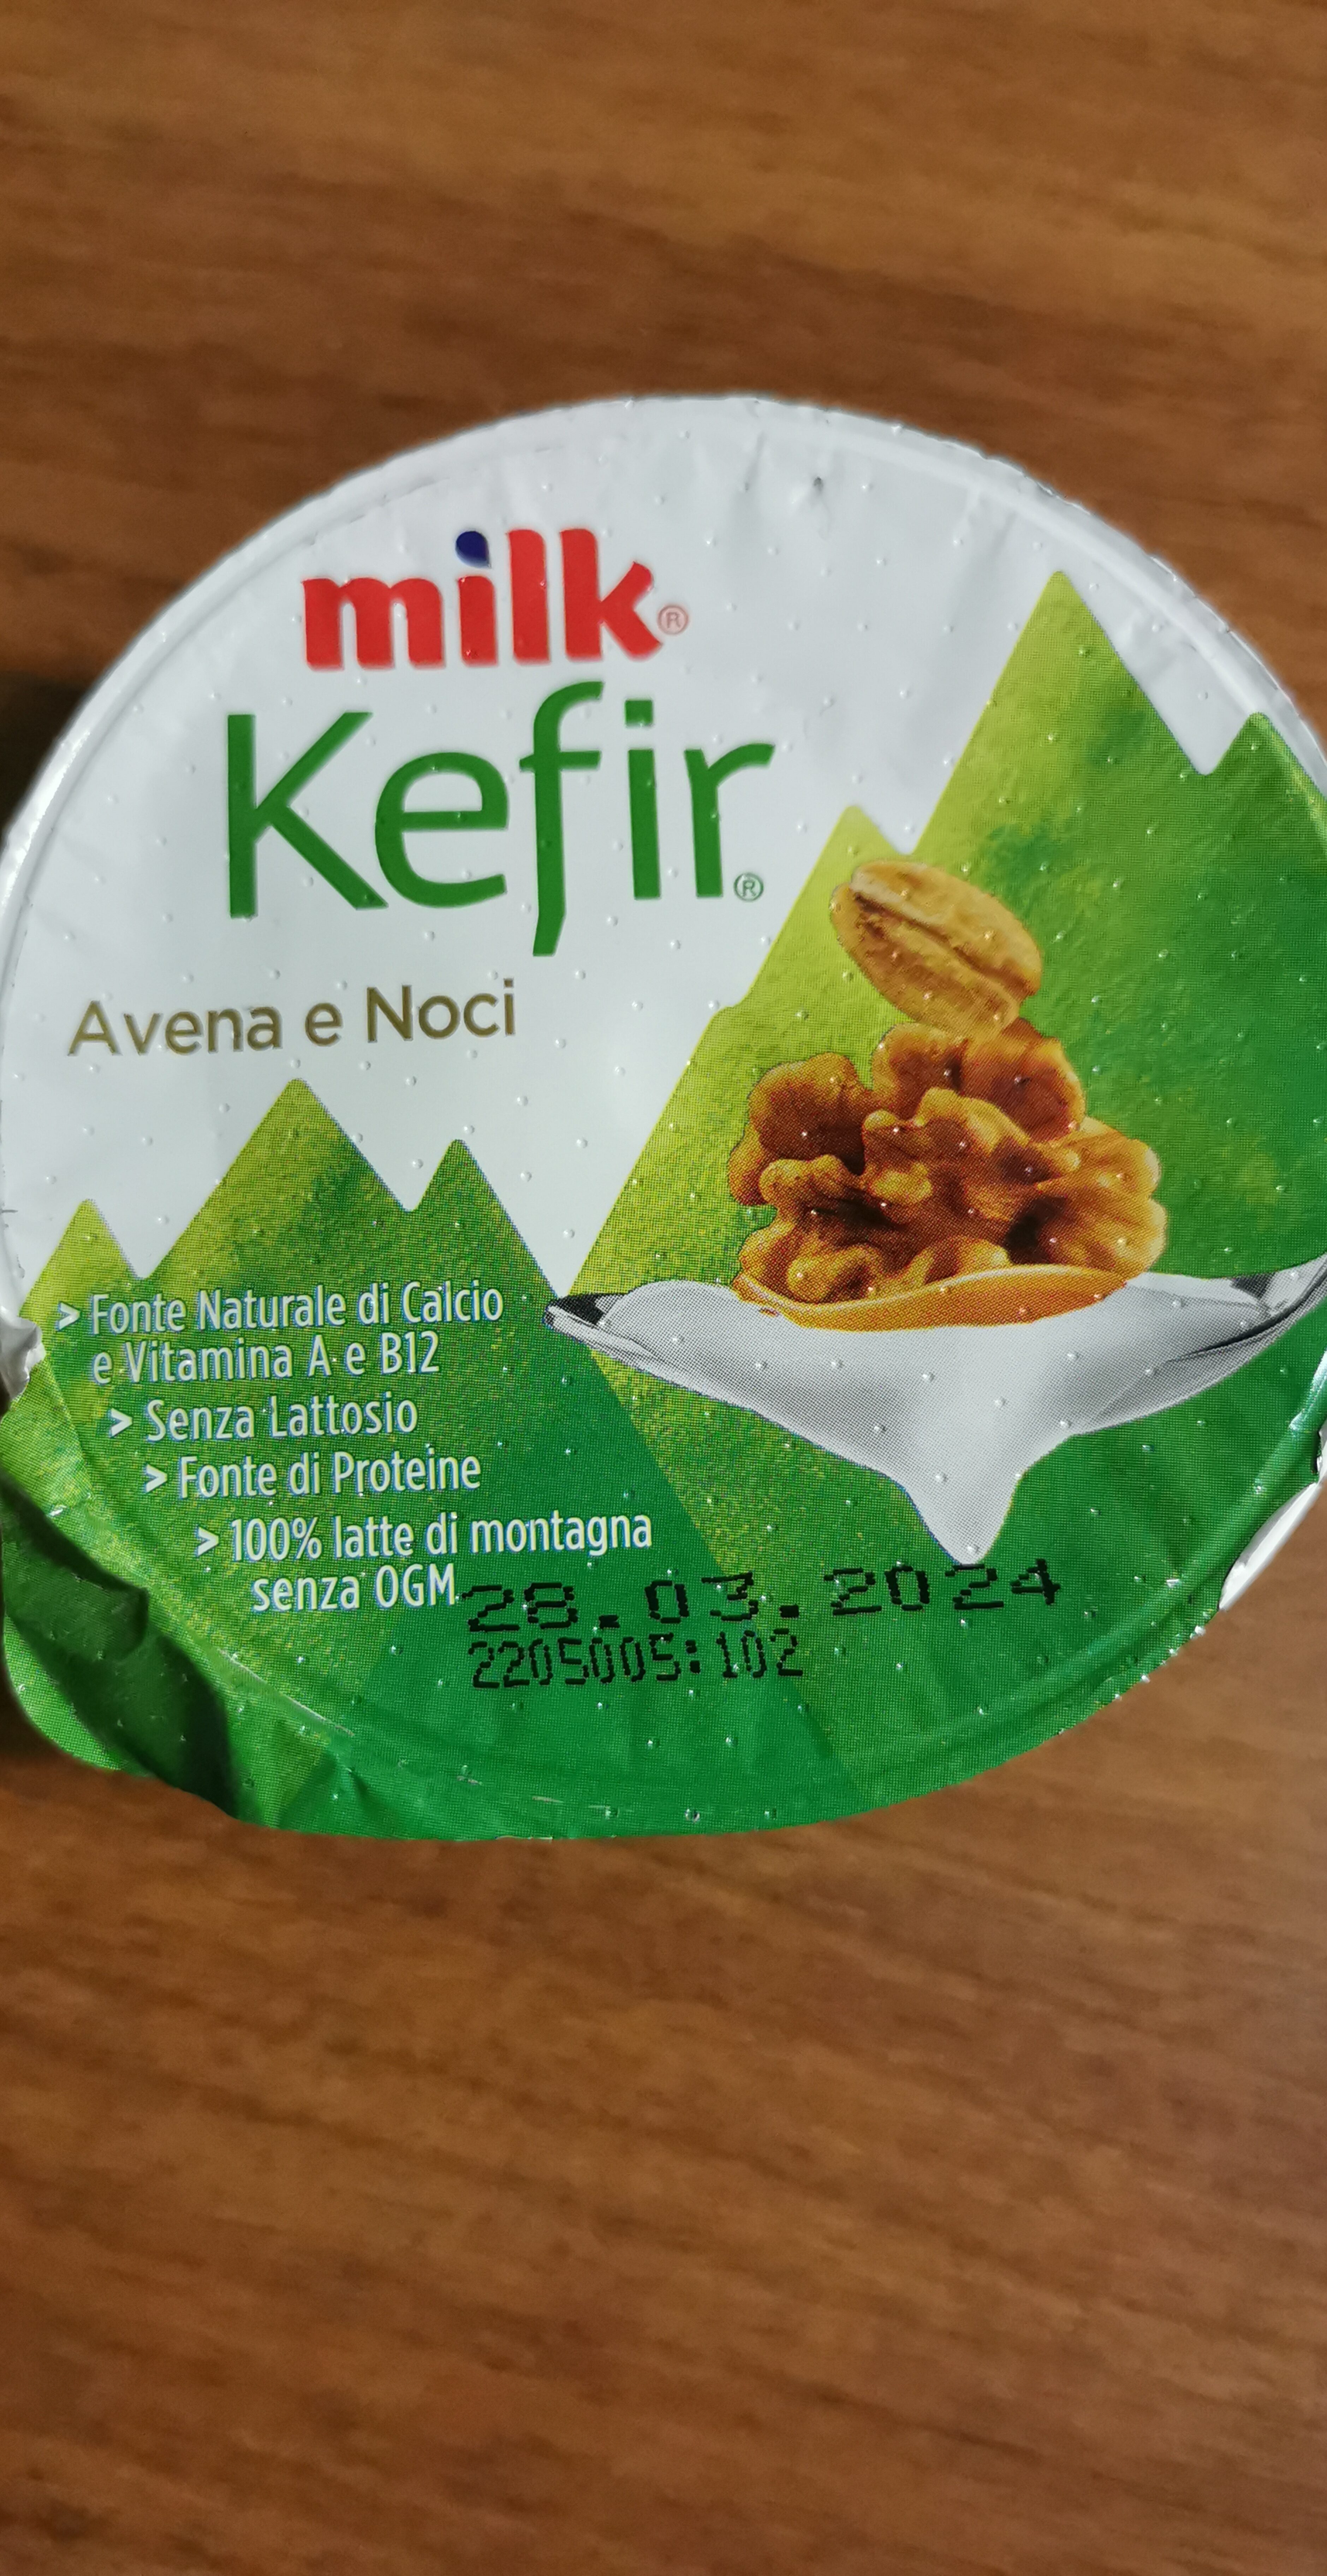 milk®
Kefir®
Avena e Noci
> Fonte Naturale di Calcio
e Vitamina A e B12
> Senza Lattosio
> Fonte di Proteine
> 100% latte di montagna
senza OGM
28.03.2024
2205005:102